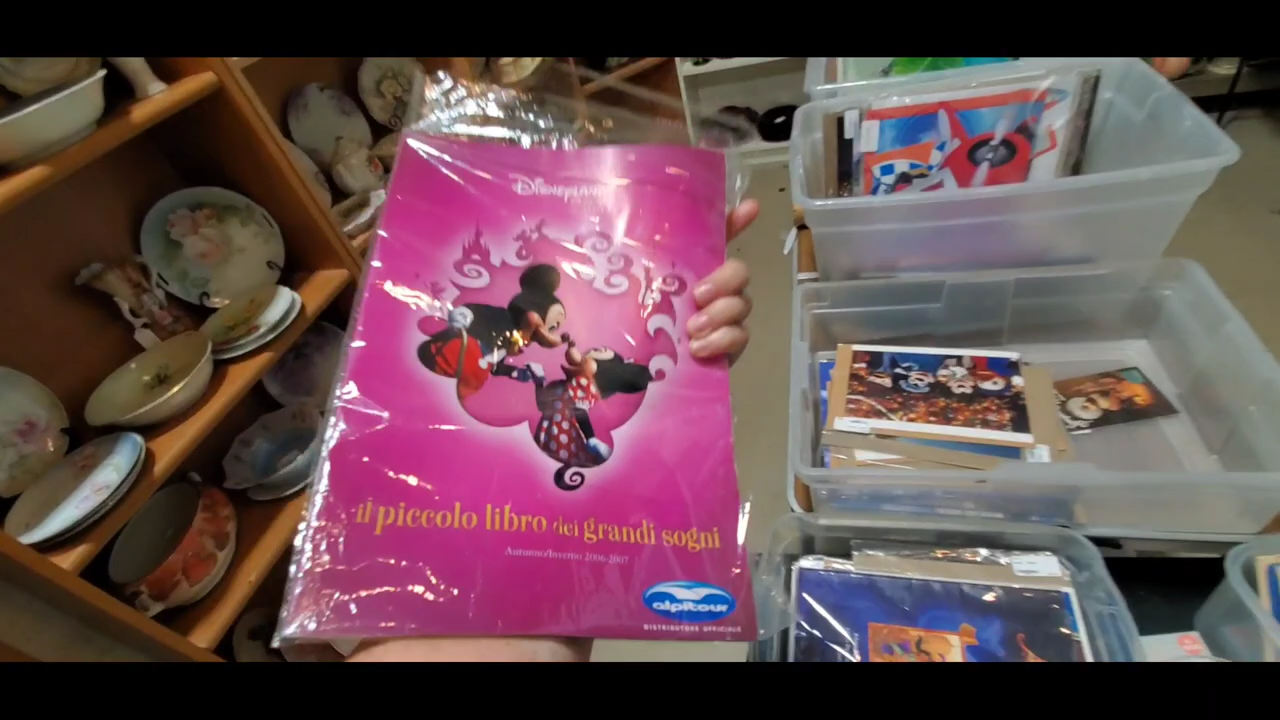 Disneyland
il piccolo libro dei grandi sogni
Autunno/Inverno 2006-2007
alpitour
DISTRIBUTORE UFFICIALE